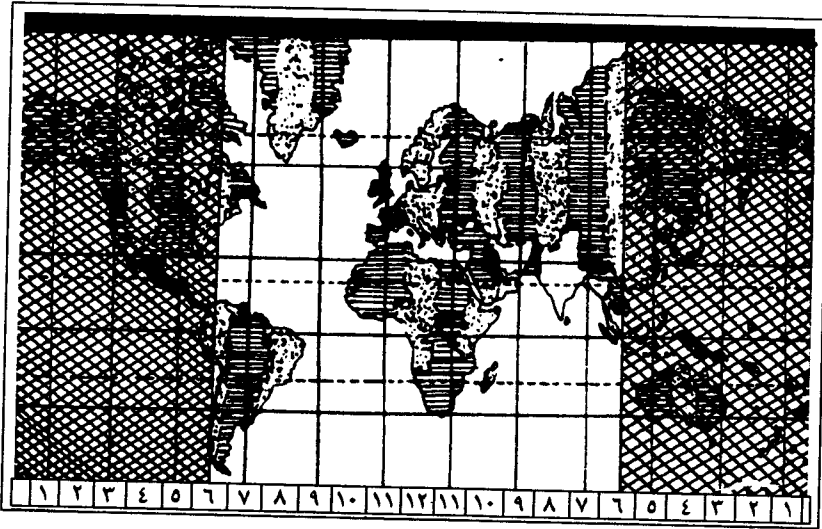 ١ ٢ ٣ ٤ ٥ ٦ ٧ ٨ ٩ ١٠ ١١ ١٢ ١١ ١٠ ٩ ٨ ٧ ٦ ٥ ٤ ٣ ٢ ١